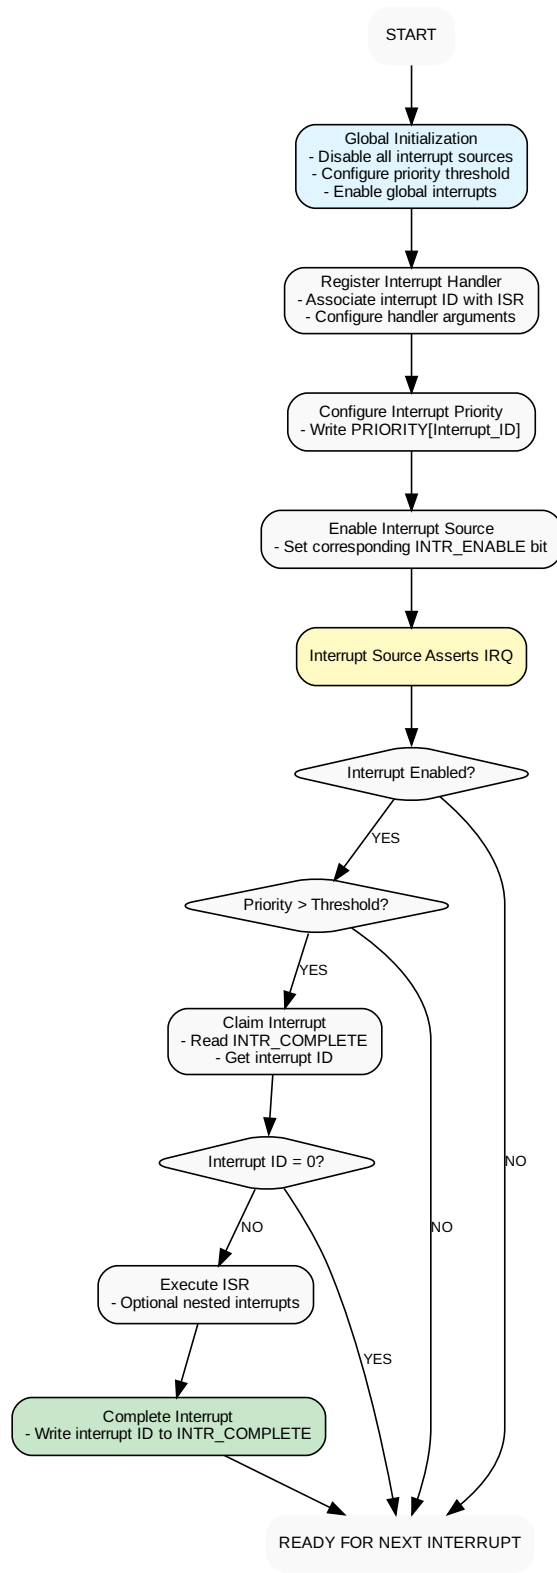 START
Global Initialization
- Disable all interrupt sources
- Configure priority threshold
- Enable global interrupts
Register Interrupt Handler
- Associate interrupt ID with ISR
- Configure handler arguments
Configure Interrupt Priority
- Write PRIORITY[Interrupt_ID]
Enable Interrupt Source
- Set corresponding INTR_ENABLE bit
Interrupt Source Asserts IRQ
Interrupt Enabled?
YES
Priority > Threshold?
YES
Claim Interrupt
- Read INTR_COMPLETE
- Get interrupt ID
Interrupt ID = 0?
NO
NO
NO
Execute ISR
- Optional nested interrupts
YES
Complete Interrupt
- Write interrupt ID to INTR_COMPLETE
READY FOR NEXT INTERRUPT